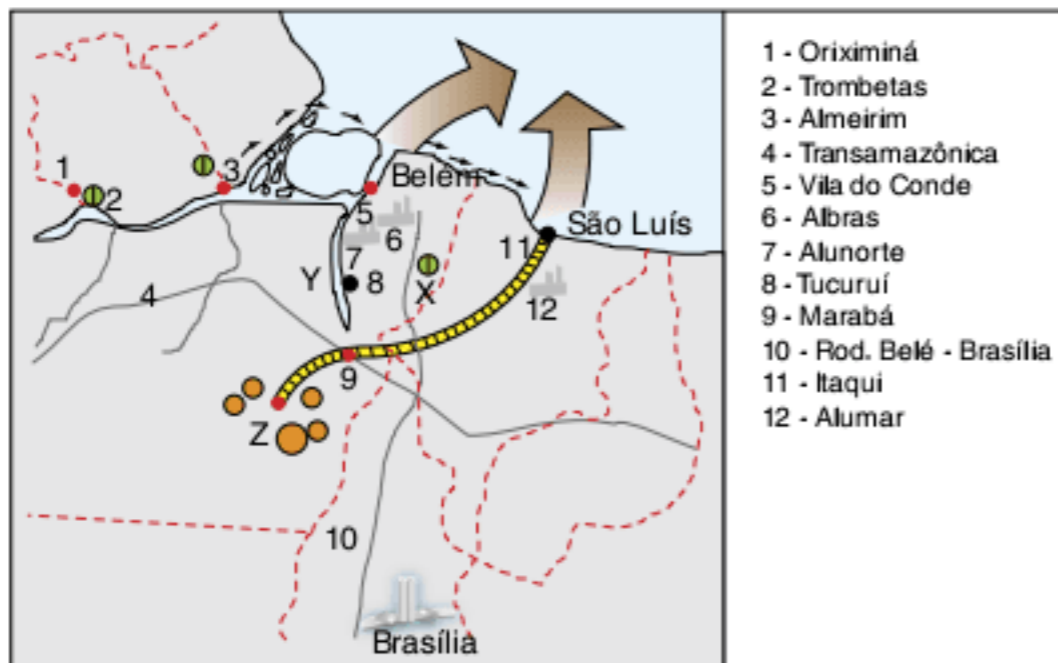 1
2
3
4
Belém
5
6
7
Y
8
X
9
Z
10
São Luís
11
12
Brasília
1 - Oriximiná
2 - Trombetas
3 - Almeirim
4 - Transamazônica
5 - Vila do Conde
6 - Albras
7 - Alunorte
8 - Tucuruí
9 - Marabá
10 - Rod. Belé - Brasília
11 - Itaqui
12 - Alumar